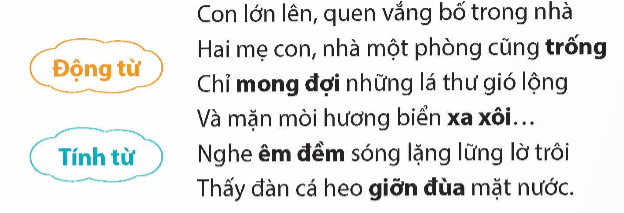 Động từ
Tính từ
Con lớn lên, quen vắng bố trong nhà
Hai mẹ con, nhà một phòng cũng trống
Chỉ mong đợi những lá thư gió lộng
Và mặn mòi hương biển xa xôi...
Nghe êm đềm sóng lặng lững lờ trôi
Thấy đàn cá heo giỡn đùa mặt nước.